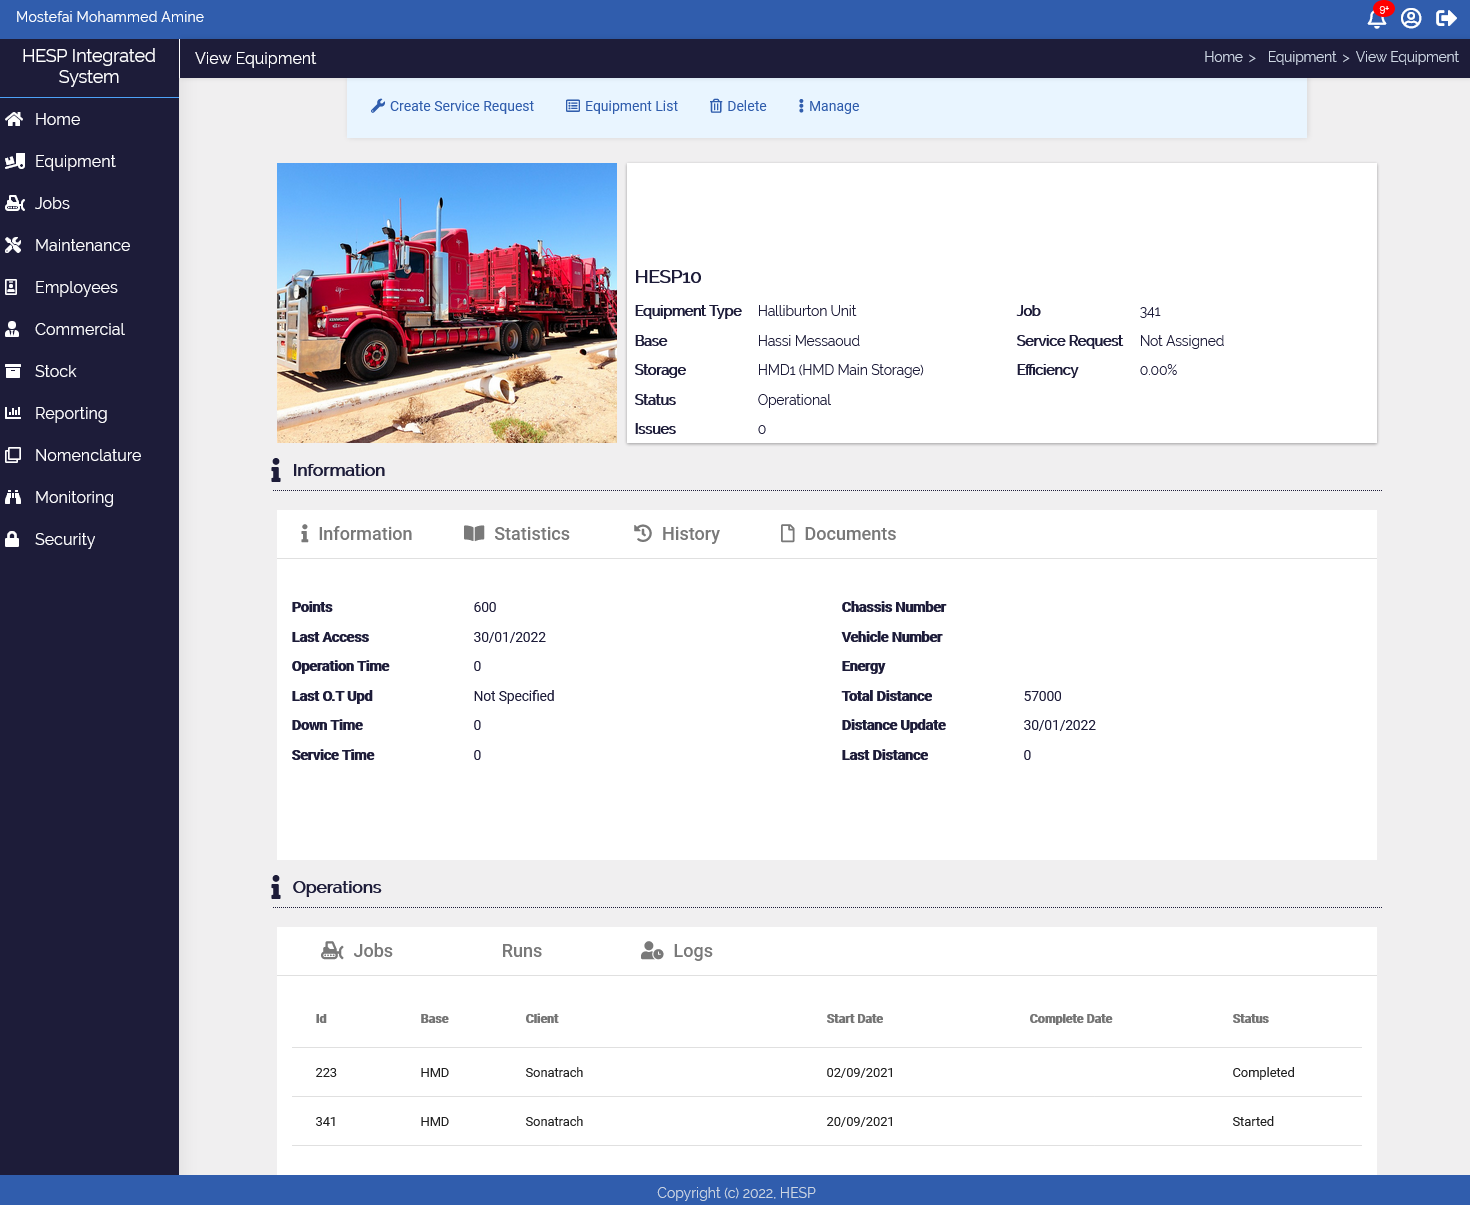 Mostefai Mohammed Amine
9+
HESP Integrated
System
View Equipment
Home > Equipment > View Equipment
Home
Equipment
Jobs
Maintenance
Employees
Commercial
Stock
Reporting
Nomenclature
Monitoring
Security
Create Service Request
Equipment List
Delete
Manage
HESP10
Equipment Type Halliburton Unit Job 341
Base Hassi Messaoud Service Request Not Assigned
Storage HMD1 (HMD Main Storage) Efficiency 0.00%
Status Operational
Issues 0
Information
Information Statistics History Documents
Points 600 Chassis Number
Last Access 30/01/2022 Vehicle Number
Operation Time 0 Energy
Last O.T Upd Not Specified Total Distance 57000
Down Time 0 Distance Update 30/01/2022
Service Time 0 Last Distance 0
Operations
Jobs Runs Logs
Id Base Client Start Date Complete Date Status
223 HMD Sonatrach 02/09/2021 Completed
341 HMD Sonatrach 20/09/2021 Started
Copyright (c) 2022, HESP